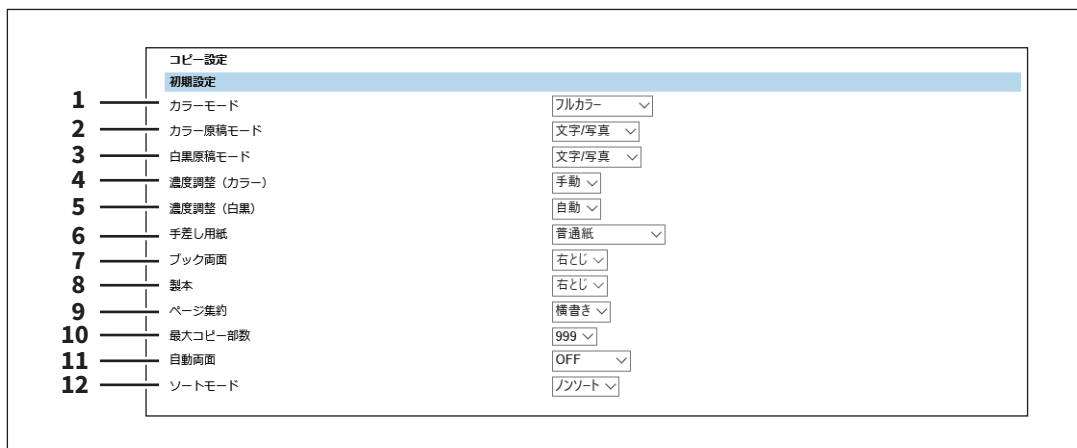 コピー設定
初期設定
1 カラーモード フルカラー
2 カラー原稿モード 文字/写真
3 白黒原稿モード 文字/写真
4 濃度調整（カラー） 手動
5 濃度調整（白黒） 自動
6 手差し用紙 普通紙
7 ブック両面 右とじ
8 製本 右とじ
9 ページ集約 横書き
10 最大コピー部数 999
11 自動両面 OFF
12 ソートモード ノンソート